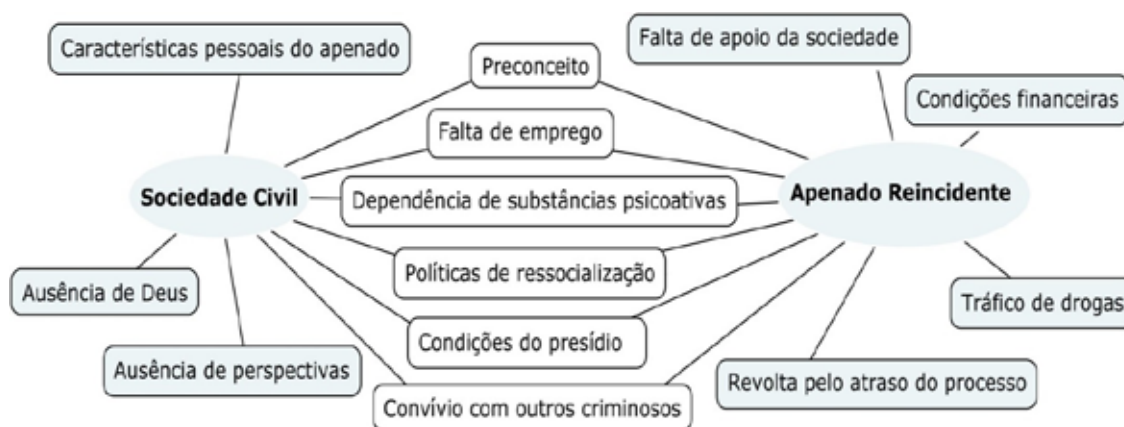 Características pessoais do apenado
Falta de apoio da sociedade
Preconceito
Condições financeiras
Falta de emprego
Sociedade Civil
Dependência de substâncias psicoativas
Apenado Reincidente
Políticas de ressocialização
Ausência de Deus
Tráfico de drogas
Condições do presídio
Ausência de perspectivas
Revolta pelo atraso do processo
Convívio com outros criminosos